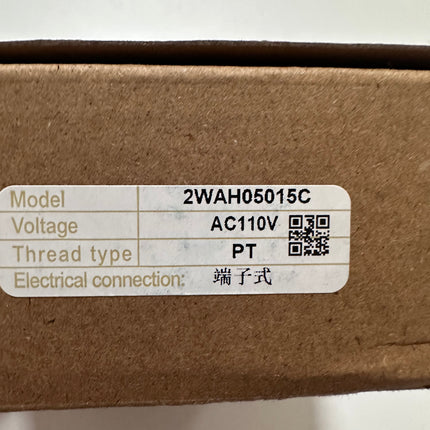 Model 2WAH05015C
Voltage AC110V
Thread type PT
Electrical connection: 端子式